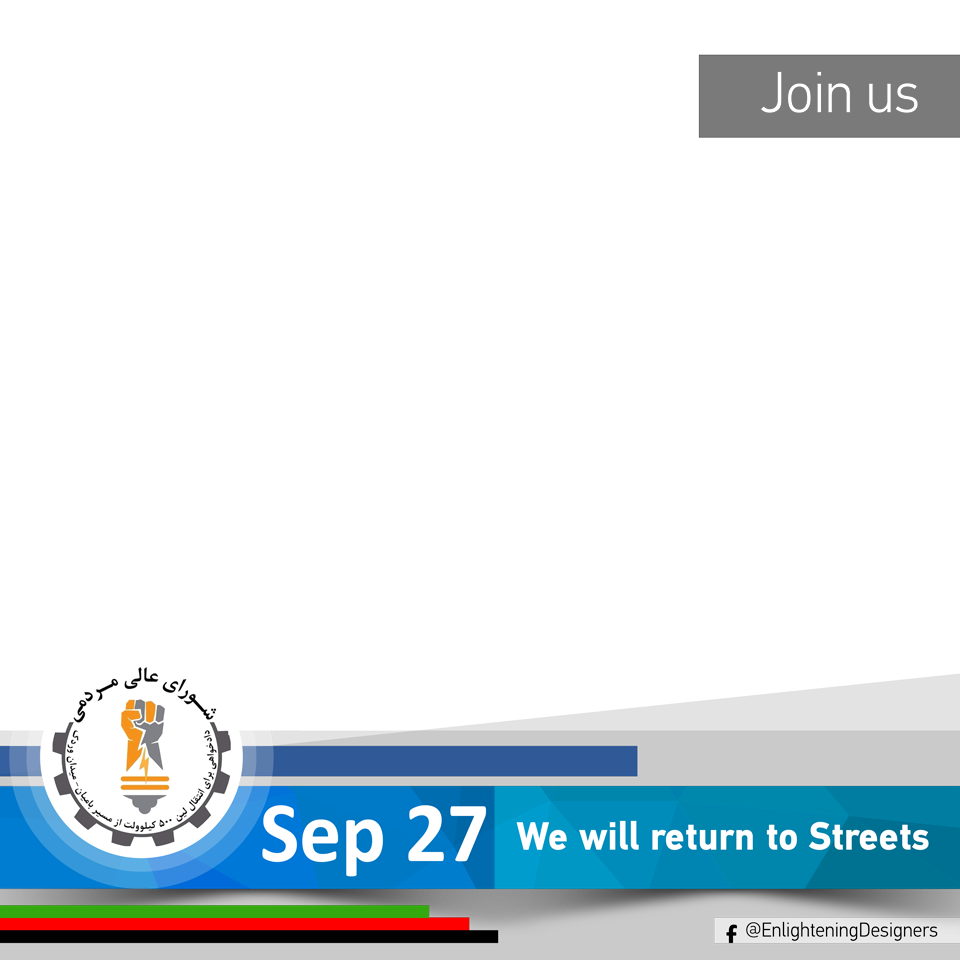 Join us
شورای عالی مردمی
دادخواهی برای انتقال لین ۵۰۰ کیلوولت از مسیر بامیان - میدان وردک
Sep 27
We will return to Streets
@EnlighteningDesigners